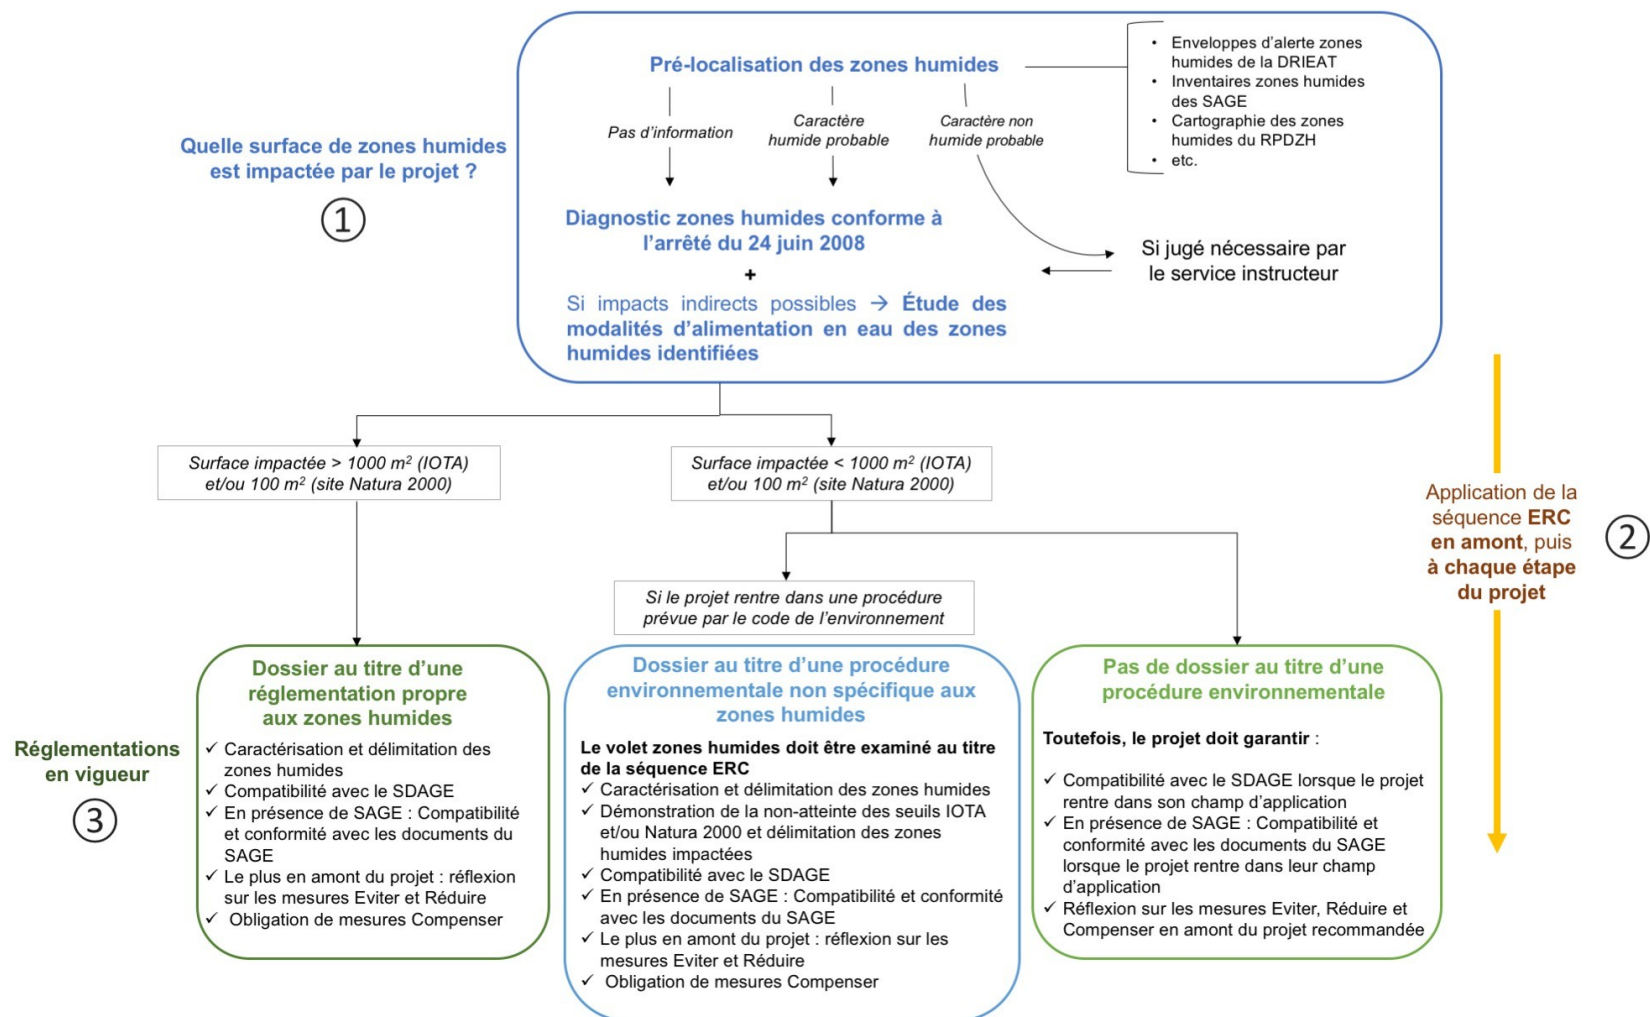 Pré-localisation des zones humides
• Enveloppes d’alerte zones
humides de la DRIEAT
• Inventaires zones humides
des SAGE
• Cartographie des zones
humides du RPDZH
• etc.
Pas d’information
Caractère
humide probable
Caractère non
humide probable
Quelle surface de zones humides
est impactée par le projet ?
①
Diagnostic zones humides conforme à
l’arrêté du 24 juin 2008
+
Si impacts indirects possibles → Étude des
modalités d’alimentation en eau des zones
humides identifiées
Si jugé nécessaire par
le service instructeur
Surface impactée > 1000 m² (IOTA)
et/ou 100 m² (site Natura 2000)
Surface impactée < 1000 m² (IOTA)
et/ou 100 m² (site Natura 2000)
Application de la
séquence ERC
en amont, puis
à chaque étape
du projet
②
Si le projet rentre dans une procédure
prévue par le code de l’environnement
Réglementations
en vigueur
③
Dossier au titre d’une
réglementation propre
aux zones humides
✓ Caractérisation et délimitation des
zones humides
✓ Compatibilité avec le SDAGE
✓ En présence de SAGE : Compatibilité
et conformité avec les documents du
SAGE
✓ Le plus en amont du projet : réflexion
sur les mesures Eviter et Réduire
✓ Obligation de mesures Compenser
Dossier au titre d’une procédure
environnementale non spécifique aux
zones humides
Le volet zones humides doit être examiné au titre
de la séquence ERC
✓ Caractérisation et délimitation des zones humides
✓ Démonstration de la non-atteinte des seuils IOTA
et/ou Natura 2000 et délimitation des zones
humides impactées
✓ Compatibilité avec le SDAGE
✓ En présence de SAGE : Compatibilité et conformité
avec les documents du SAGE
✓ Le plus en amont du projet : réflexion sur les
mesures Eviter et Réduire
✓ Obligation de mesures Compenser
Pas de dossier au titre d’une
procédure environnementale
Toutefois, le projet doit garantir :
✓ Compatibilité avec le SDAGE lorsque le projet
rentre dans son champ d’application
✓ En présence de SAGE : Compatibilité et
conformité avec les documents du SAGE
lorsque le projet rentre dans leur champ
d’application
✓ Réflexion sur les mesures Eviter, Réduire et
Compenser en amont du projet recommandée